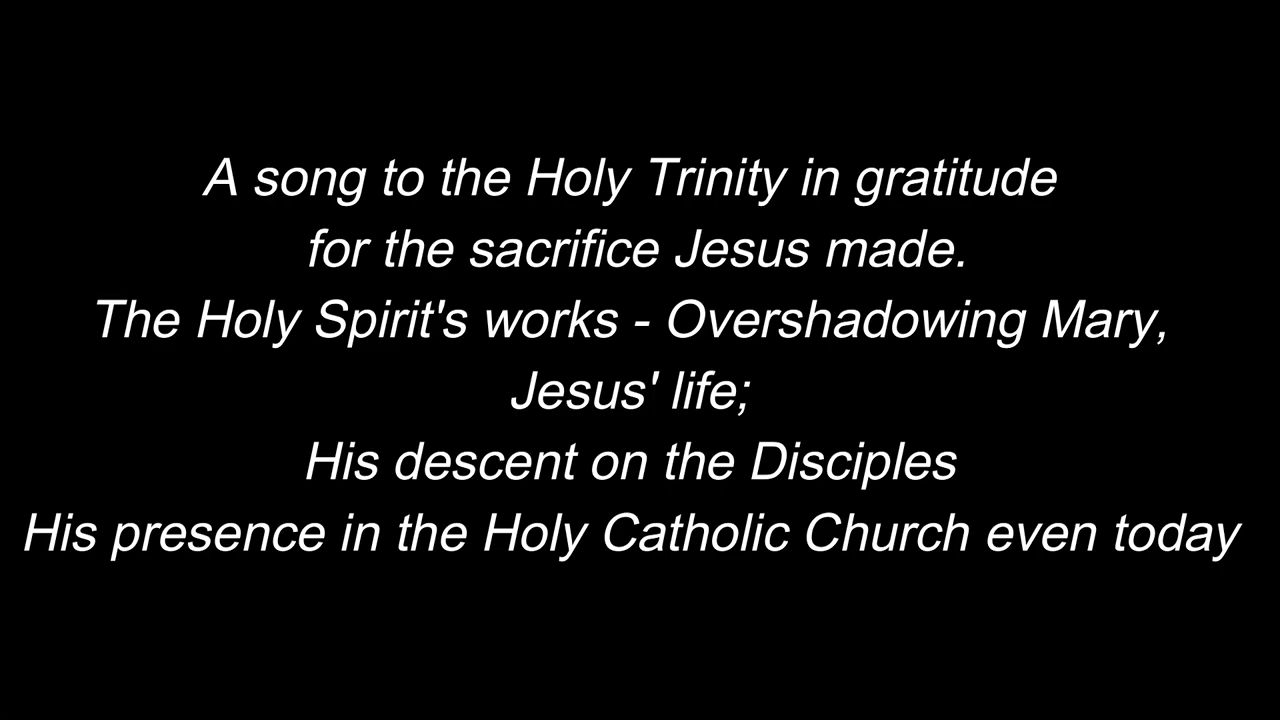 A song to the Holy Trinity in gratitude
for the sacrifice Jesus made.
The Holy Spirit's works - Overshadowing Mary,
Jesus' life;
His descent on the Disciples
His presence in the Holy Catholic Church even today